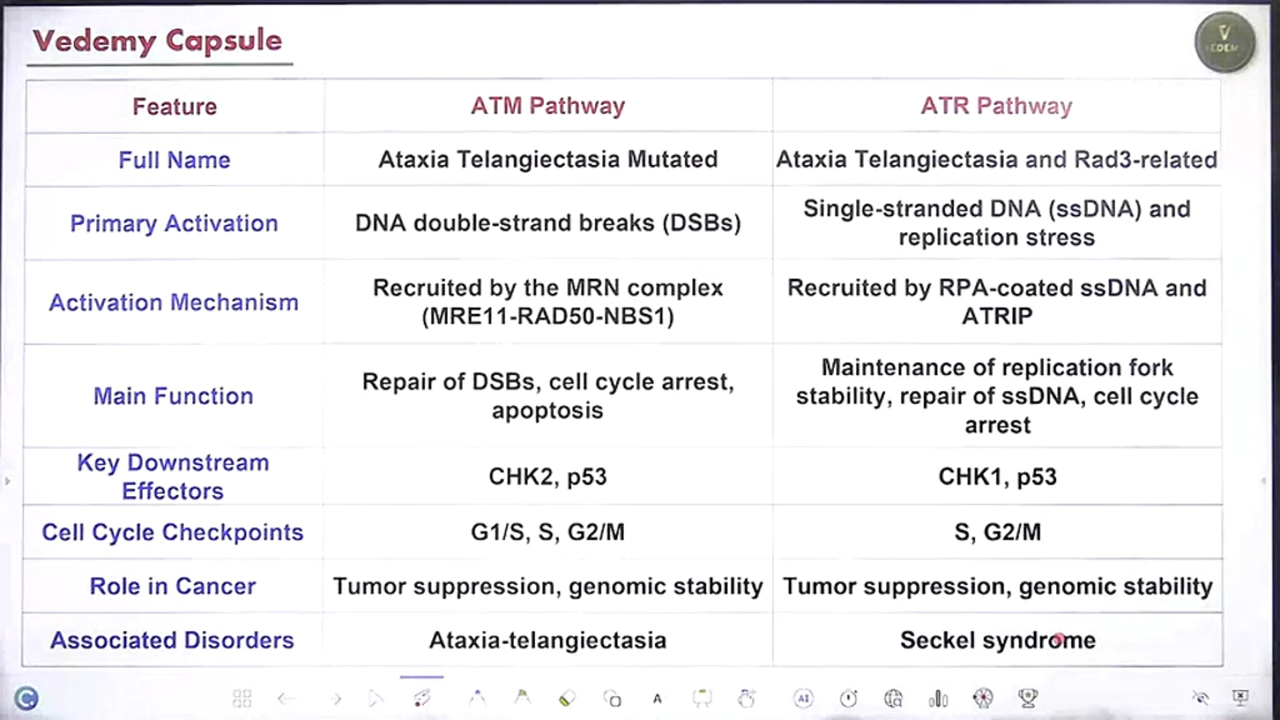 Vedemy Capsule
V
VEDEMY
Feature
ATM Pathway
ATR Pathway
Full Name
Ataxia Telangiectasia Mutated
Ataxia Telangiectasia and Rad3-related
Primary Activation
DNA double-strand breaks (DSBs)
Single-stranded DNA (ssDNA) and
replication stress
Activation Mechanism
Recruited by the MRN complex
(MRE11-RAD50-NBS1)
Recruited by RPA-coated ssDNA and
ATRIP
Main Function
Repair of DSBs, cell cycle arrest,
apoptosis
Maintenance of replication fork
stability, repair of ssDNA, cell cycle
arrest
Key Downstream
Effectors
CHK2, p53
CHK1, p53
Cell Cycle Checkpoints
G1/S, S, G2/M
S, G2/M
Role in Cancer
Tumor suppression, genomic stability
Tumor suppression, genomic stability
Associated Disorders
Ataxia-telangiectasia
Seckel syndrome
A
AI